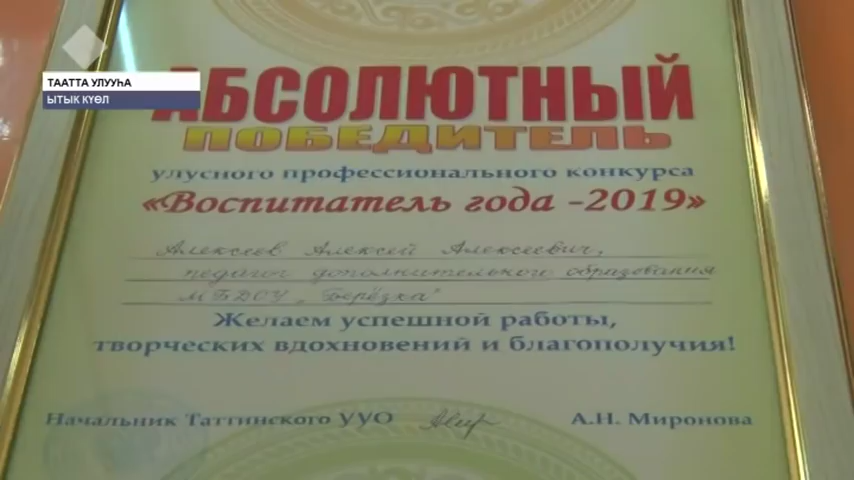 ТААТТА УЛУУҺА
ЫТЫК КҮӨЛ
АБСОЛЮТНЫЙ
ПОБЕДИТЕЛЬ
улусного профессионального конкурса
«Воспитатель года -2019»
Алексеев Алексей Алексеевич,
педагог дополнительного образования
МБДОУ „Берёзка"
Желаем успешной работы,
творческих вдохновений и благополучия!
Начальник Таттинского УУО А.Н. Миронова